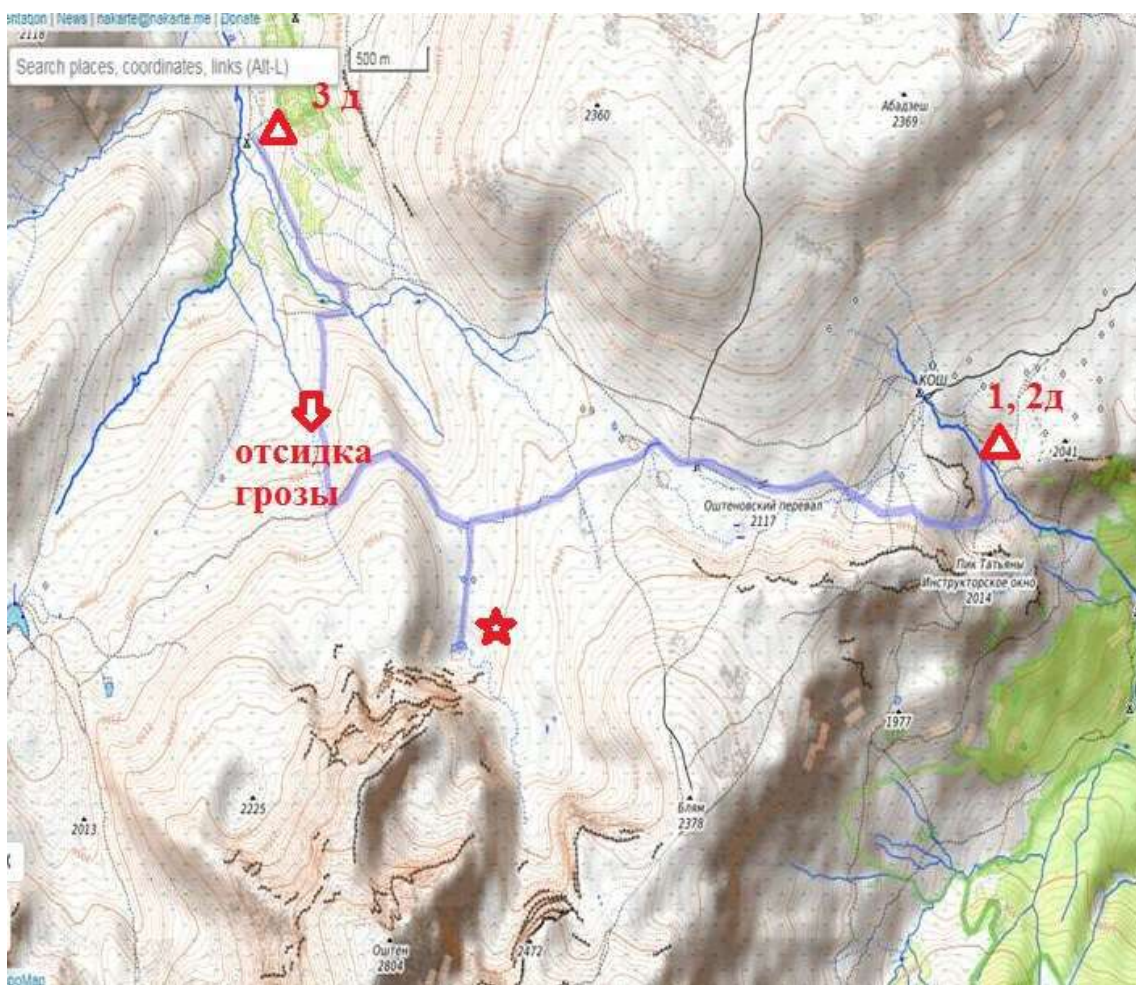 entation | News | nakarte@nakarte.me | Donate
2118
Search places, coordinates, links (Alt-L)
500 m
3 д
2360
Абадзеш
2369
КОШ
1, 2д
2041
отсидка
грозы
Оштеновский перевал
2117
Пик Татьяны
Инструкторское окно
2014
1977
2225
2013
Блям
2378
Оштен
2804
2472